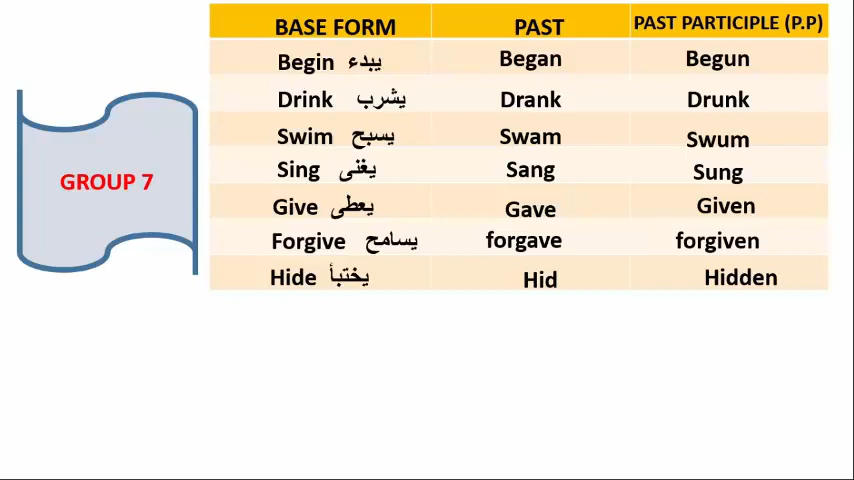 BASE FORM PAST PAST PARTICIPLE (P.P)
Begin يبدء Began Begun
Drink يشرب Drank Drunk
Swim يسبح Swam Swum
Sing يغنى Sang Sung
GROUP 7
Give يعطى Gave Given
Forgive يسامح forgave forgiven
Hide يختبأ Hid Hidden